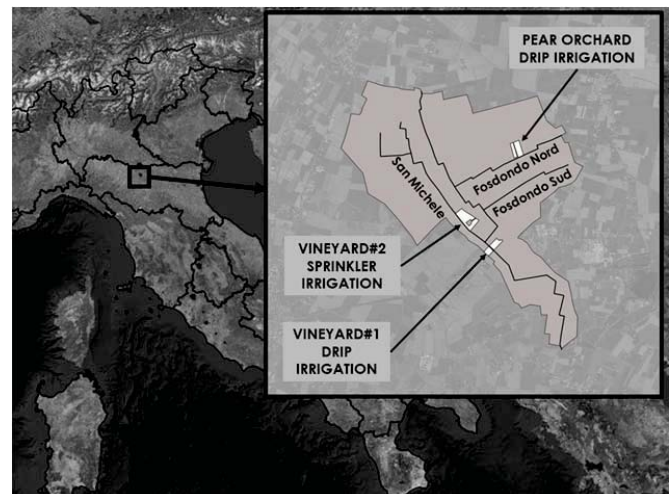 PEAR ORCHARD
DRIP IRRIGATION
San Michele
Fosdondo Nord
Fosdondo Sud
VINEYARD#2
SPRINKLER
IRRIGATION
VINEYARD#1
DRIP
IRRIGATION